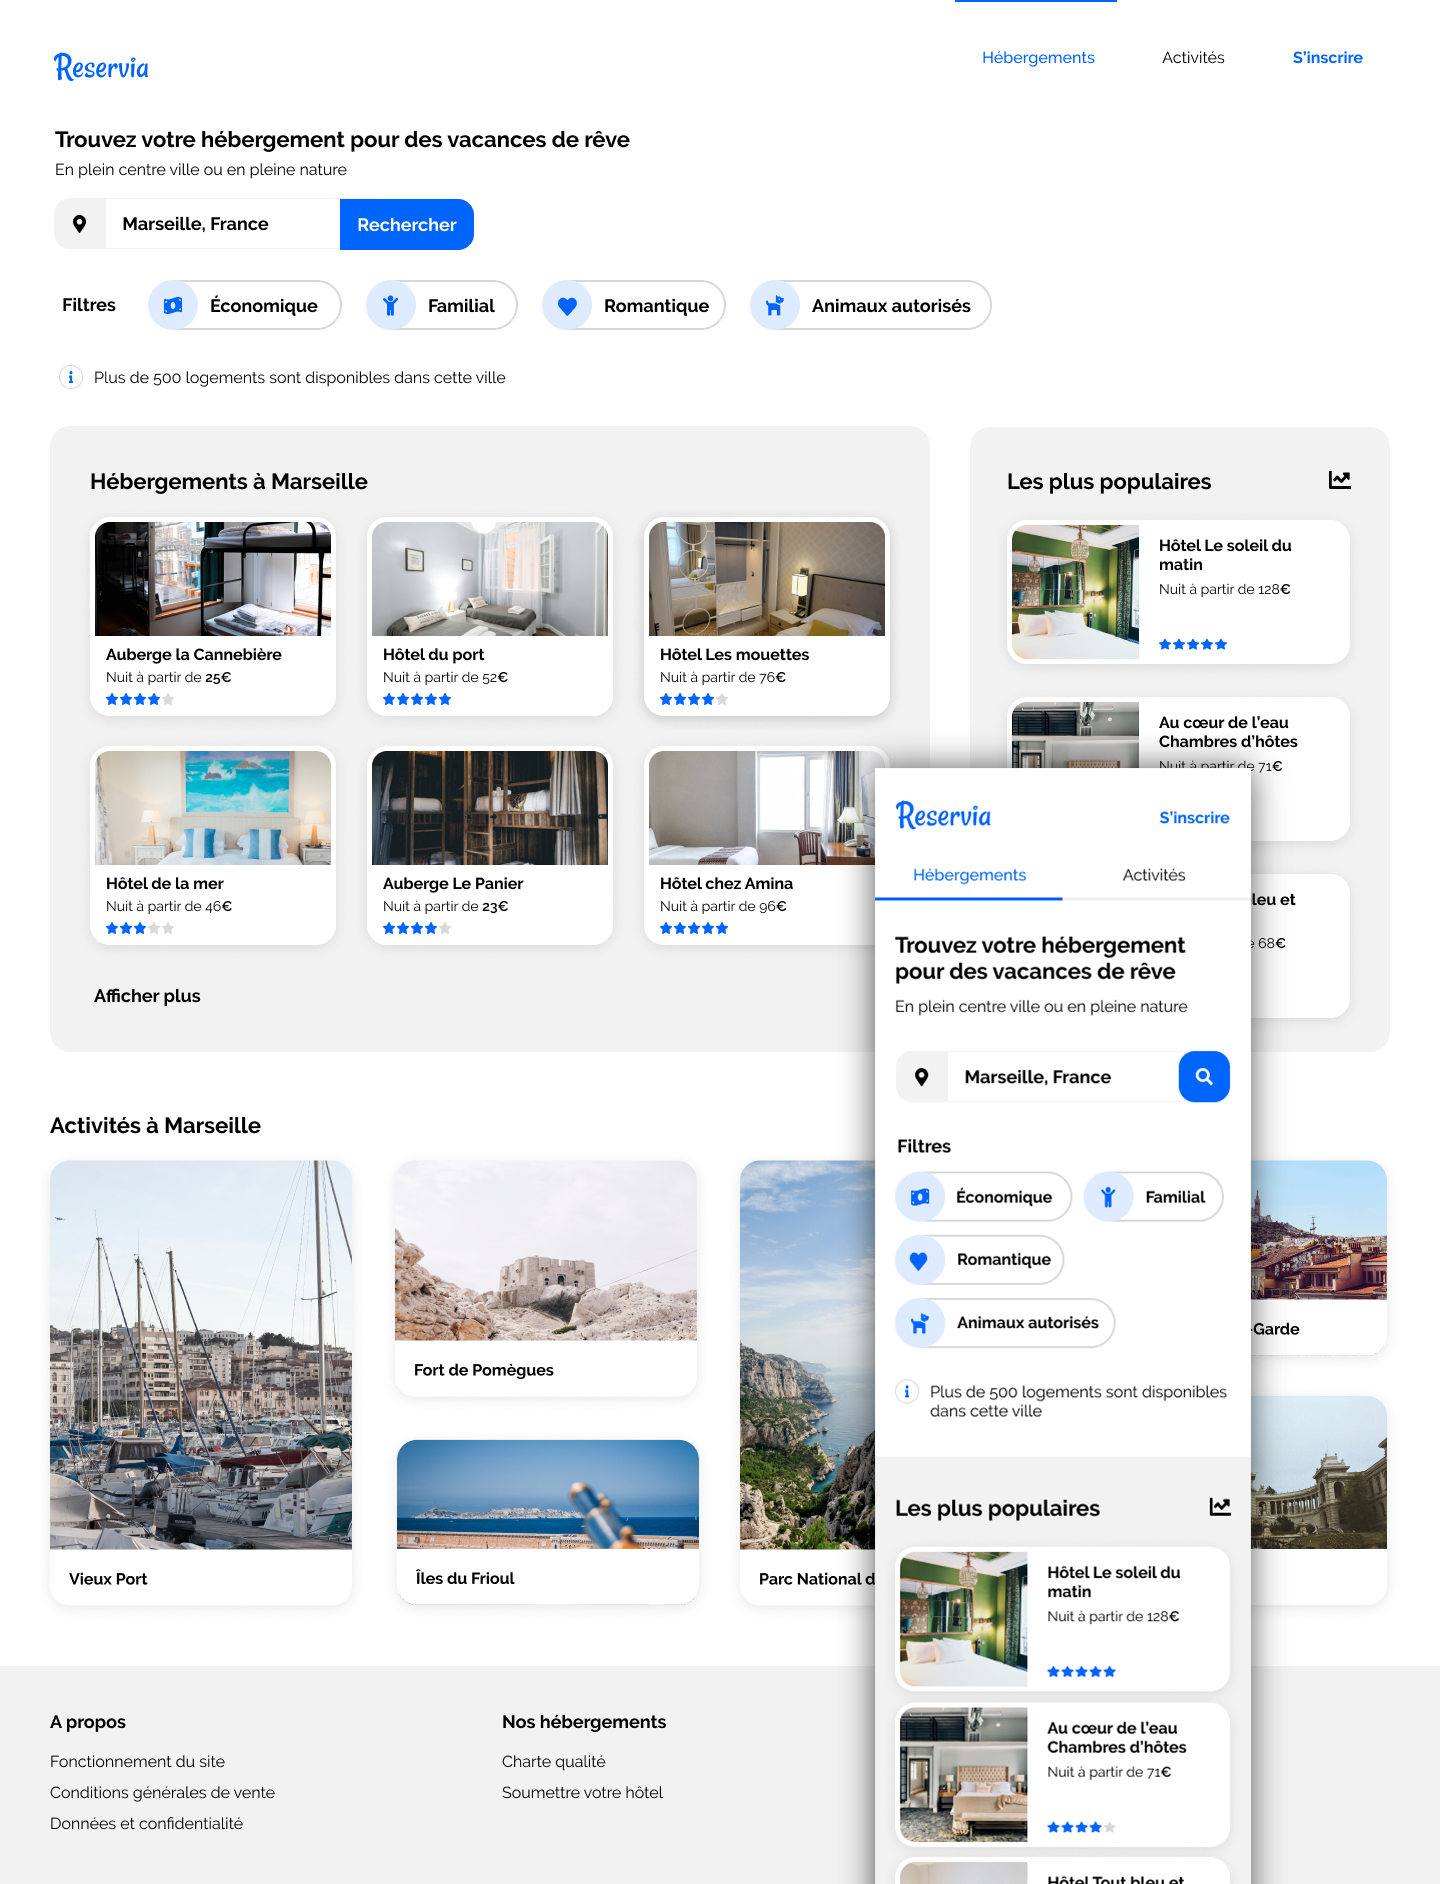 Reservia
Hébergements
Activités
S'inscrire
Trouvez votre hébergement pour des vacances de rêve
En plein centre ville ou en pleine nature
Marseille, France
Rechercher
Filtres
Économique
Familial
Romantique
Animaux autorisés
Plus de 500 logements sont disponibles dans cette ville
Hébergements à Marseille
Auberge la Cannebière
Nuit à partir de 25€
Hôtel du port
Nuit à partir de 52€
Hôtel Les mouettes
Nuit à partir de 76€
Hôtel de la mer
Nuit à partir de 46€
Auberge Le Panier
Nuit à partir de 23€
Hôtel chez Amina
Nuit à partir de 96€
Afficher plus
Les plus populaires
Hôtel Le soleil du
matin
Nuit à partir de 128€
Au cœur de l'eau
Chambres d'hôtes
Nuit à partir de 71€
leu et
e 68€
Activités à Marseille
Vieux Port
Fort de Pomègues
Îles du Frioul
Parc National d
-Garde
A propos
Fonctionnement du site
Conditions générales de vente
Données et confidentialité
Nos hébergements
Charte qualité
Soumettre votre hôtel
Reservia
S'inscrire
Hébergements
Activités
Trouvez votre hébergement
pour des vacances de rêve
En plein centre ville ou en pleine nature
Marseille, France
Filtres
Économique
Familial
Romantique
Animaux autorisés
Plus de 500 logements sont disponibles
dans cette ville
Les plus populaires
Hôtel Le soleil du
matin
Nuit à partir de 128€
Au cœur de l'eau
Chambres d'hôtes
Nuit à partir de 71€
Hôtel Tout bleu et